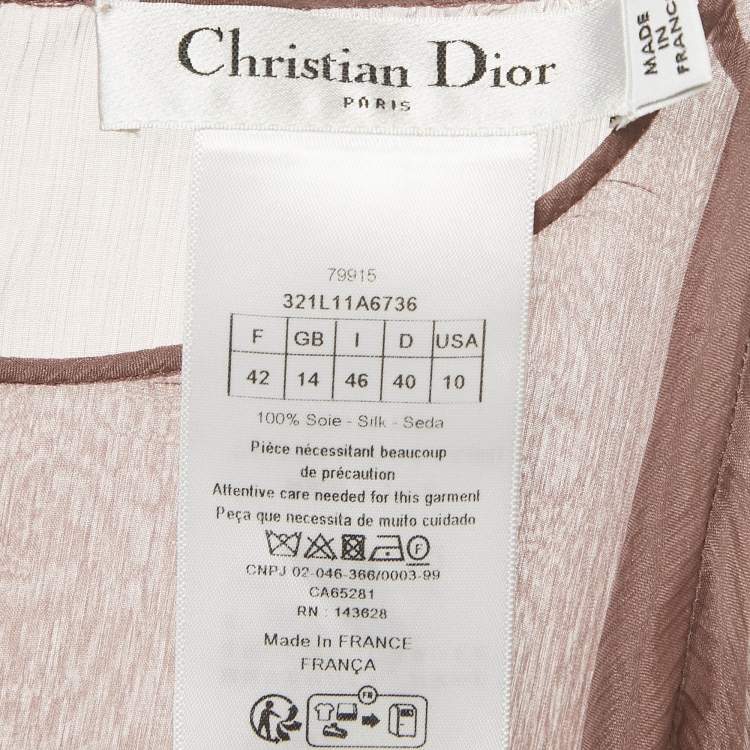 Christian Dior
PARIS
MADE
IN
FRANC
79915
321L11A6736
F GB I D USA
42 14 46 40 10
100% Soie - Silk - Seda
Pièce nécessitant beaucoup
de précaution
Attentive care needed for this garment
Peça que necessita de muito cuidado
F
CNPJ 02-046-366/0003-99
CA65281
RN : 143628
Made In FRANCE
FRANÇA
FR